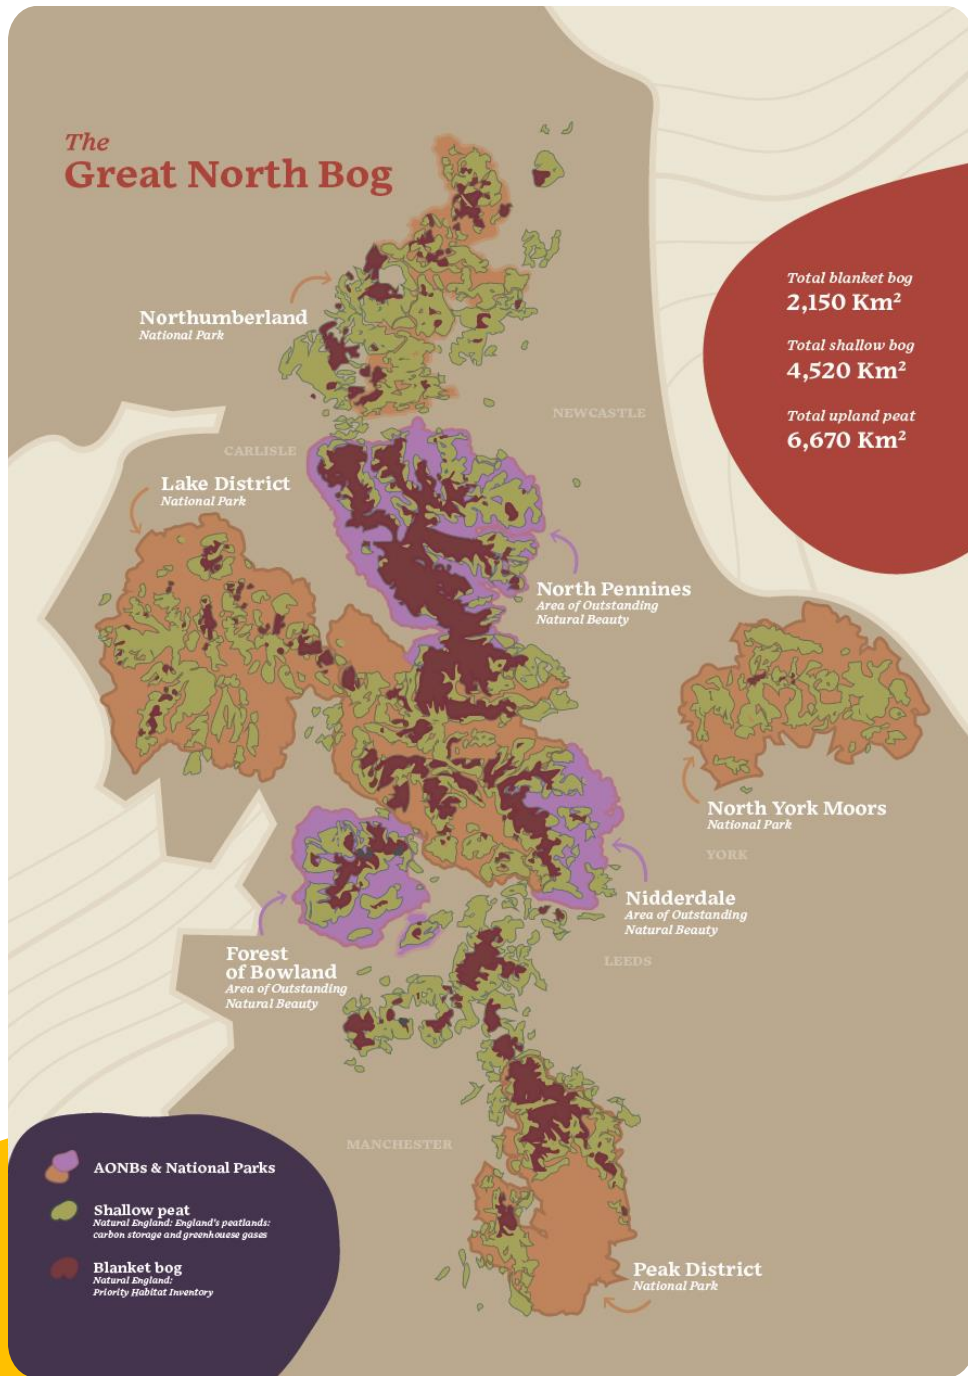 The
Great North Bog
Total blanket bog
2,150 Km²
Total shallow bog
4,520 Km²
Total upland peat
6,670 Km²
Northumberland
National Park
NEWCASTLE
CARLISLE
Lake District
National Park
North Pennines
Area of Outstanding
Natural Beauty
North York Moors
National Park
YORK
Nidderdale
Area of Outstanding
Natural Beauty
Forest
of Bowland
Area of Outstanding
Natural Beauty
LEEDS
MANCHESTER
AONBs & National Parks
Shallow peat
Natural England: England's peatlands:
carbon storage and greenhouese gases
Blanket bog
Natural England:
Priority Habitat Inventory
Peak District
National Park